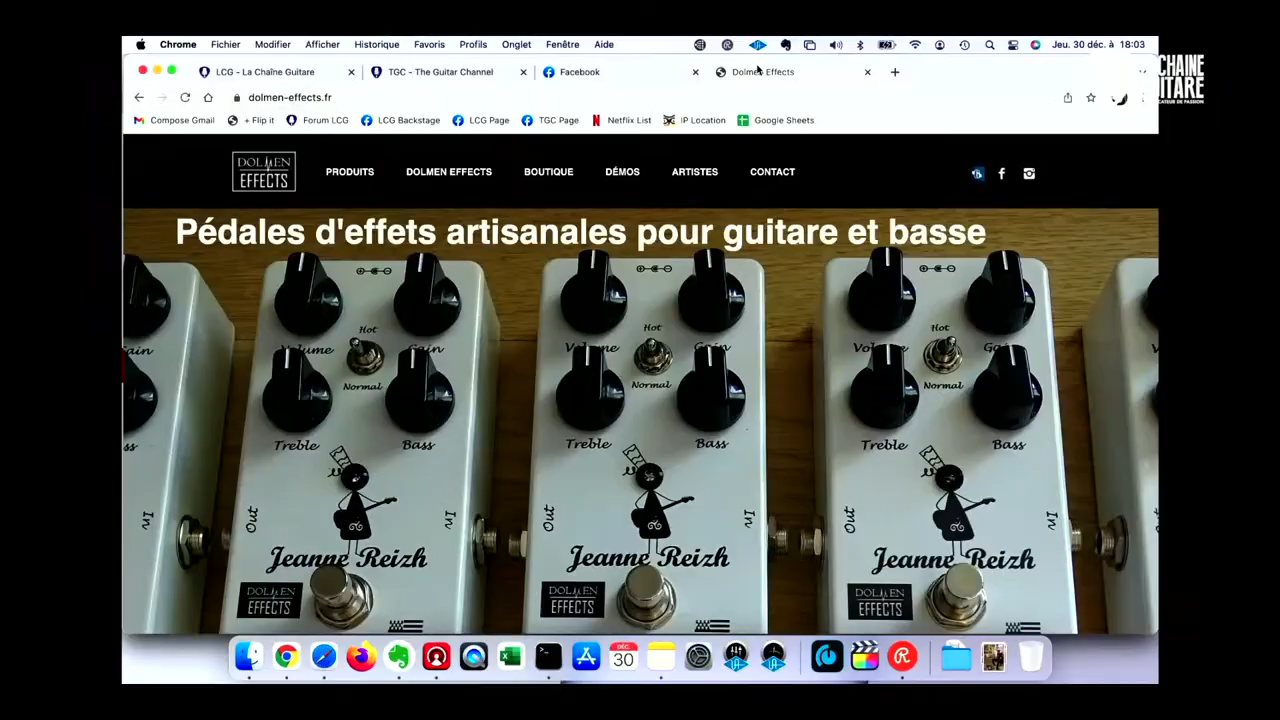 Chrome Fichier Modifier Afficher Historique Favoris Profils Onglet Fenêtre Aide Jeu. 30 déc. à 18:03
LCG - La Chaîne Guitare TGC - The Guitar Channel Facebook Dolmen Effects
dolmen-effects.fr
Compose Gmail + Flip it Forum LCG LCG Backstage LCG Page TGC Page Netflix List IP Location Google Sheets
DOLMEN
EFFECTS
PRODUITS DOLMEN EFFECTS BOUTIQUE DÉMOS ARTISTES CONTACT
Pédales d'effets artisanales pour guitare et basse
Hot Hot Hot
Volume Gain Volume Gain
Normal Normal Normal
Treble Bass Treble Bass Treble Bass
Out In Out In Out In
Jeanne Reizh Jeanne Reizh Jeanne Reizh
DOLMEN DOLMEN DOLMEN
EFFECTS EFFECTS EFFECTS
DÉC.
30